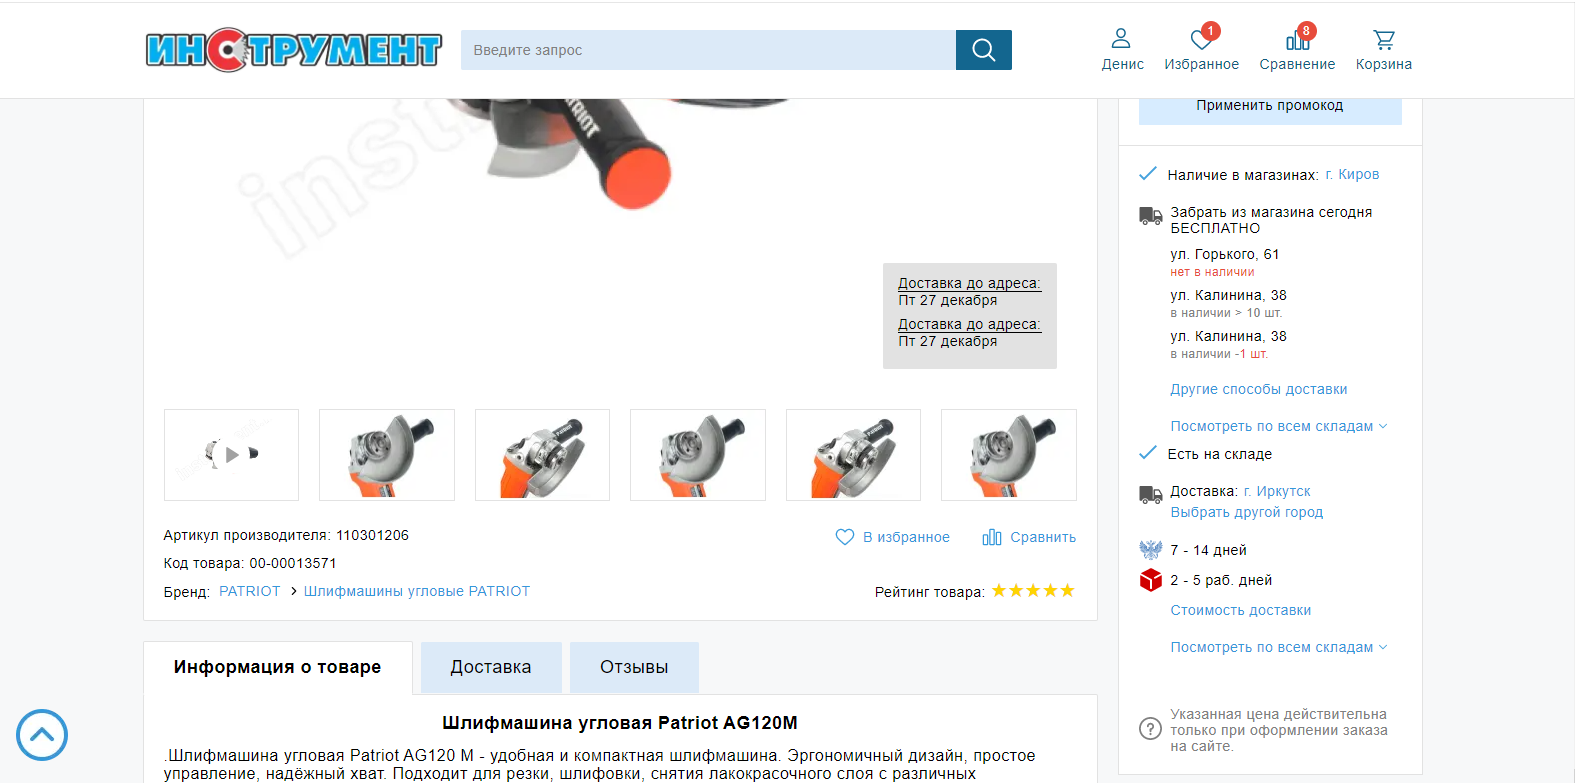 ИНСТРУМЕНТ
Введите запрос
Денис
1
Избранное
8
Сравнение
Корзина
PATRIOT
inst
Доставка до адреса:
Пт 27 декабря
Доставка до адреса:
Пт 27 декабря
Артикул производителя: 110301206
Код товара: 00-00013571
Бренд: PATRIOT > Шлифмашины угловые PATRIOT
В избранное
Сравнить
Рейтинг товара:
Информация о товаре
Доставка
Отзывы
Шлифмашина угловая Patriot AG120M
.Шлифмашина угловая Patriot AG120 M - удобная и компактная шлифмашина. Эргономичный дизайн, простое
управление, надёжный хват. Подходит для резки, шлифовки, снятия лакокрасочного слоя с различных
Применить промокод
Наличие в магазинах: г. Киров
Забрать из магазина сегодня
БЕСПЛАТНО
ул. Горького, 61
нет в наличии
ул. Калинина, 38
в наличии > 10 шт.
ул. Калинина, 38
в наличии -1 шт.
Другие способы доставки
Посмотреть по всем складам
Есть на складе
Доставка: г. Иркутск
Выбрать другой город
7 - 14 дней
2 - 5 раб. дней
Стоимость доставки
Посмотреть по всем складам
?
Указанная цена действительна
только при оформлении заказа
на сайте.